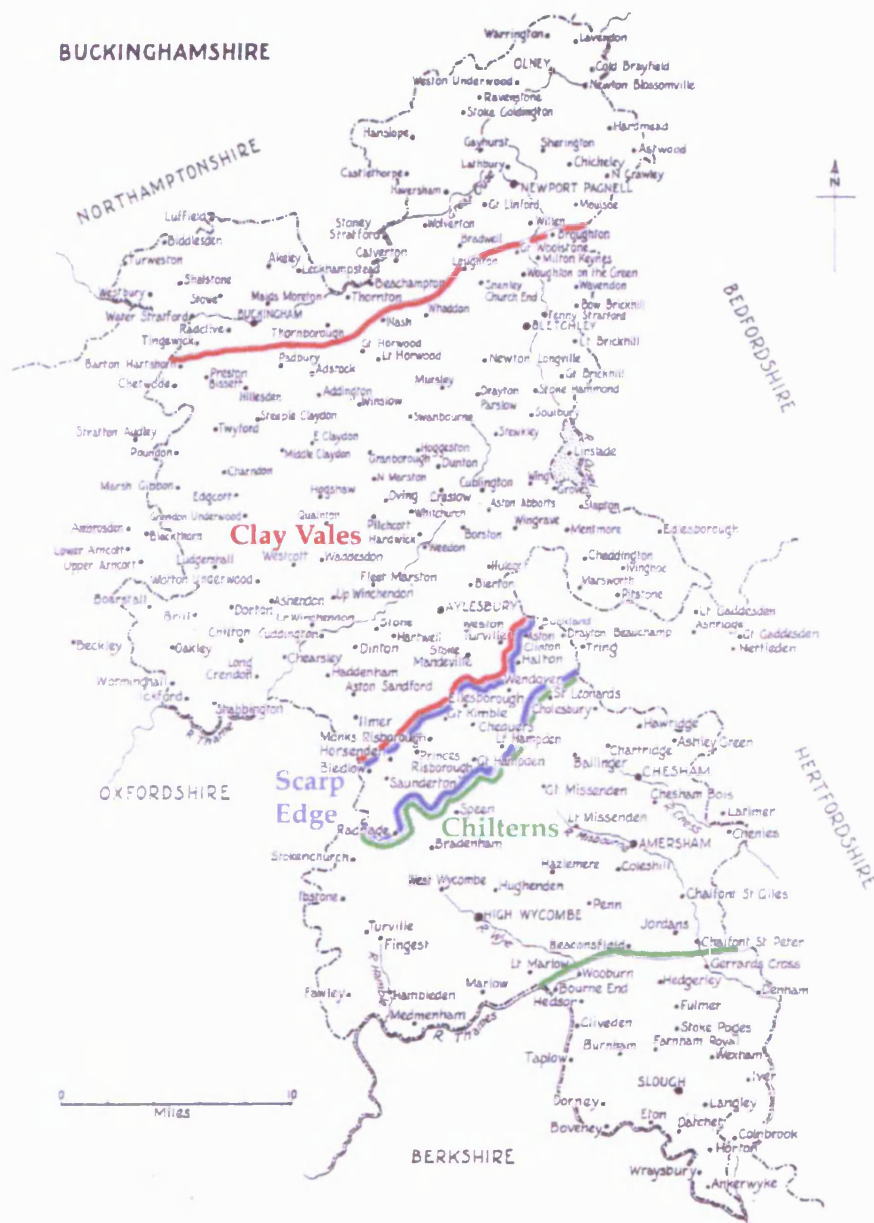 BUCKINGHAMSHIRE
Warrington
Lavendon
OLNEY
Cold Brayfield
Weston Underwood
Newton Blossomville
Ravenstone
Stoke Goldington
Hardmead
Hanslope
Gayhurst
Sherington
Astwood
Lathbury
Chicheley
NORTHAMPTONSHIRE
Castlethorpe
N Crawley
NEWPORT PAGNELL
N
Haversham
Gt Linford
Moulsoe
Luffield
Stoney
Stratford
Wolverton
Willen
Broughton
Biddlesden
Bradwell
Gt Woolstone
Turweston
Akeley
Calverton
Milton Keynes
Leckhampstead
Loughton
Woughton on the Green
Shalstone
Beachampton
Shenley
Church End
Wavendon
Westbury
Stowe
Maids Moreton
Thornton
Bow Brickhill
Water Stratford
BUCKINGHAM
Whaddon
Fenny Stratford
Radclive
Thornborough
Nash
BLETCHLEY
Tingewick
Gt Horwood
Lt Brickhill
BEDFORDSHIRE
Barton Hartshorn
Padbury
Lt Horwood
Newton Longville
Chetwode
Preston
Bissett
Adstock
Gt Brickhill
Hillesden
Addington
Mursley
Drayton
Parslow
Stoke Hammond
Winslow
Steeple Claydon
Swanbourne
Soulbury
Stratton Audley
Twyford
E Claydon
Stewkley
Poundon
Middle Claydon
Hoggeston
Linslade
Granborough
Dunton
Charndon
N Marston
Wing
Marsh Gibbon
Cublington
Grove
Edgcott
Hogshaw
Oving
Creslow
Aston Abbotts
Slapton
Grendon Underwood
Quainton
Whitchurch
Wingrave
Ambrosden
Pitchcott
Mentmore
Edlesborough
Blackthorn
Clay Vales
Hardwick
Lower Arncott
Westcott
Waddesdon
Weedon
Cheddington
Upper Arncott
Ludgershall
Hulcot
Ivinghoe
Wotton Underwood
Fleet Marston
Bierton
Marsworth
Boarstall
Ashendon
Up Winchendon
Pitstone
Brill
Dorton
AYLESBURY
Lt Gaddesden
Lr Winchendon
Stone
Weston
Turville
Buckland
Ashridge
Beckley
Chilton
Cuddington
Hartwell
Aston
Clinton
Drayton Beauchamp
Gt Gaddesden
Oakley
Dinton
Stoke
Mandeville
Halton
Tring
Nettleden
Long
Crendon
Chearsley
Haddenham
Wendover
Worminghall
Aston Sandford
Ellesborough
St Leonards
Ickford
Shabbington
Gt Kimble
Cholesbury
R Thame
Ilmer
Chequers
Hawridge
Monks Risborough
Lt Hampden
Ashley Green
Horsenden
Princes
Risborough
Gt Hampden
Chartridge
Bledlow
Ballinger
CHESHAM
HERTFORDSHIRE
OXFORDSHIRE
Scarp
Edge
Saunderton
Gt Missenden
Chesham Bois
R Chess
Latimer
Speen
Chilterns
Lt Missenden
Radnage
R Misbourne
Chenies
Bradenham
AMERSHAM
Stokenchurch
Hazlemere
Coleshill
West Wycombe
Hughenden
Chalfont St Giles
Ibstone
Penn
HIGH WYCOMBE
Jordans
Turville
R Wye
Fingest
Beaconsfield
Chalfont St Peter
Lt Marlow
Gerrards Cross
Wooburn
Marlow
Hedgerley
Fawley
Hambleden
Bourne End
Denham
Hedsor
Medmenham
Fulmer
R Thames
Cliveden
Stoke Poges
Burnham
Farnham Royal
Taplow
Wexham
Iver
0
10
SLOUGH
Miles
Dorney
Langley
Eton
Datchet
Boveney
Colnbrook
BERKSHIRE
Horton
Wraysbury
Ankerwyke